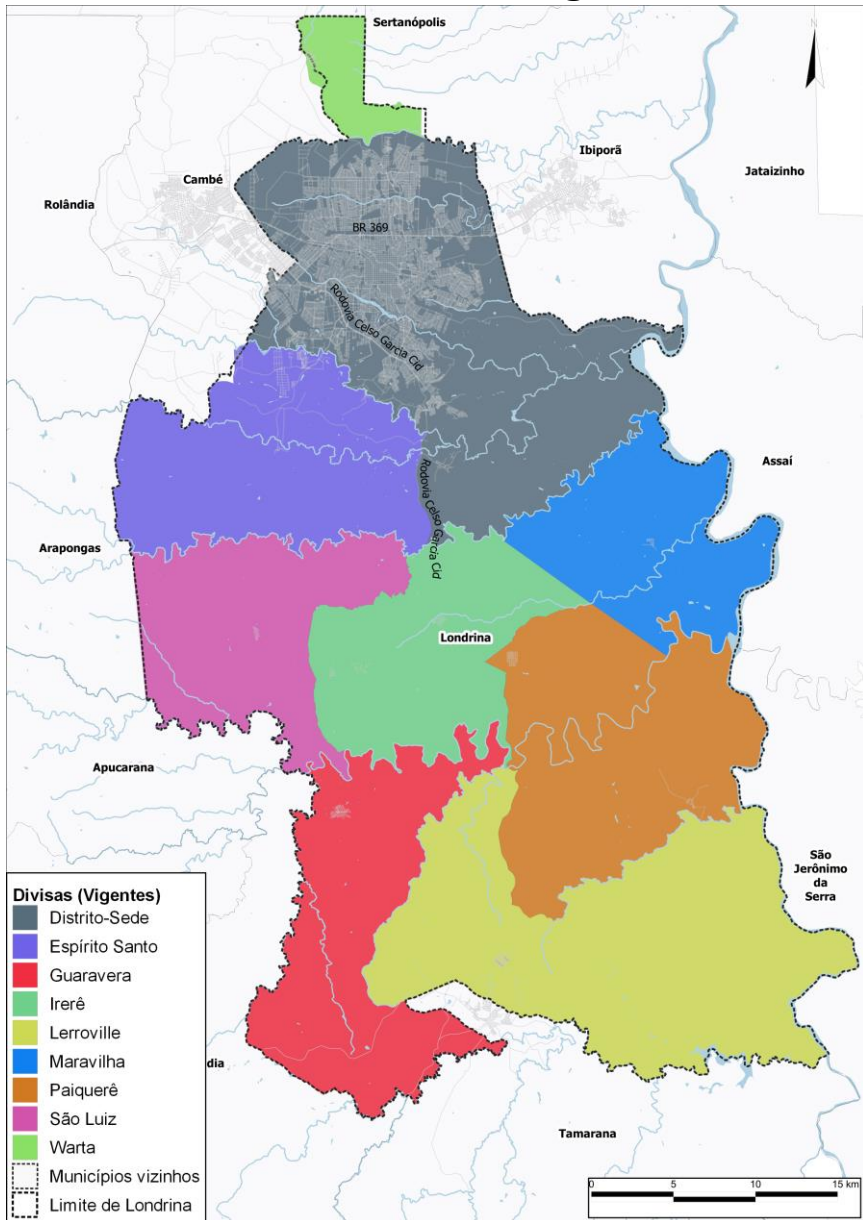 Sertanópolis
N
Ibiporã
Jataizinho
Cambé
Rolândia
BR 369
Rodovia Celso Garcia Cid
Assaí
Rodovia Celso Garcia Cid
Arapongas
Londrina
Apucarana
São
Jerônimo
da
Serra
dia
Tamarana
Divisas (Vigentes)
Distrito-Sede
Espírito Santo
Guaravera
Irerê
Lerroville
Maravilha
Paiquerê
São Luiz
Warta
Municípios vizinhos
Limite de Londrina
0 5 10 15 km